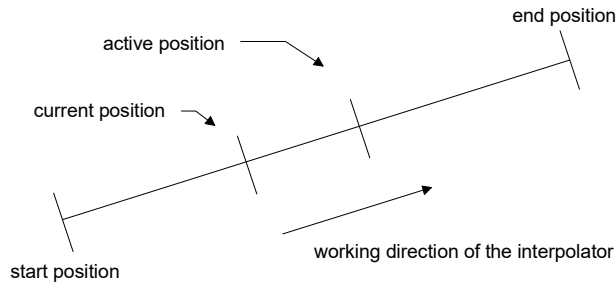 end position
active position
current position
working direction of the interpolator
start position